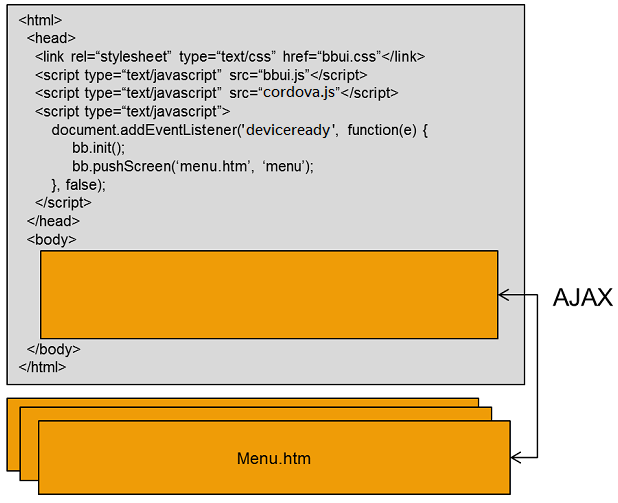 <html>
<head>
<link rel=“stylesheet” type=“text/css” href=“bbui.css”</link>
<script type=“text/javascript” src=“bbui.js”</script>
<script type=“text/javascript” src=“cordova.js”</script>
<script type=“text/javascript”>
document.addEventListener('deviceready', function(e) {
bb.init();
bb.pushScreen(‘menu.htm’, ‘menu’);
}, false);
</script>
</head>
<body>
AJAX
</body>
</html>
Menu.htm